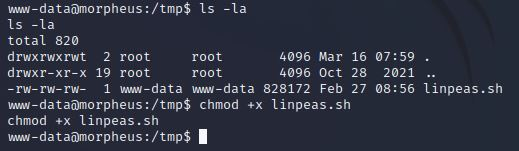 www-data@morpheus:/tmp$ ls -la
ls -la
total 820
drwxrwxrwt  2 root     root       4096 Mar 16 07:59 .
drwxr-xr-x 19 root     root       4096 Oct 28  2021 ..
-rw-rw-rw-  1 www-data www-data 828172 Feb 27 08:56 linpeas.sh
www-data@morpheus:/tmp$ chmod +x linpeas.sh
chmod +x linpeas.sh
www-data@morpheus:/tmp$